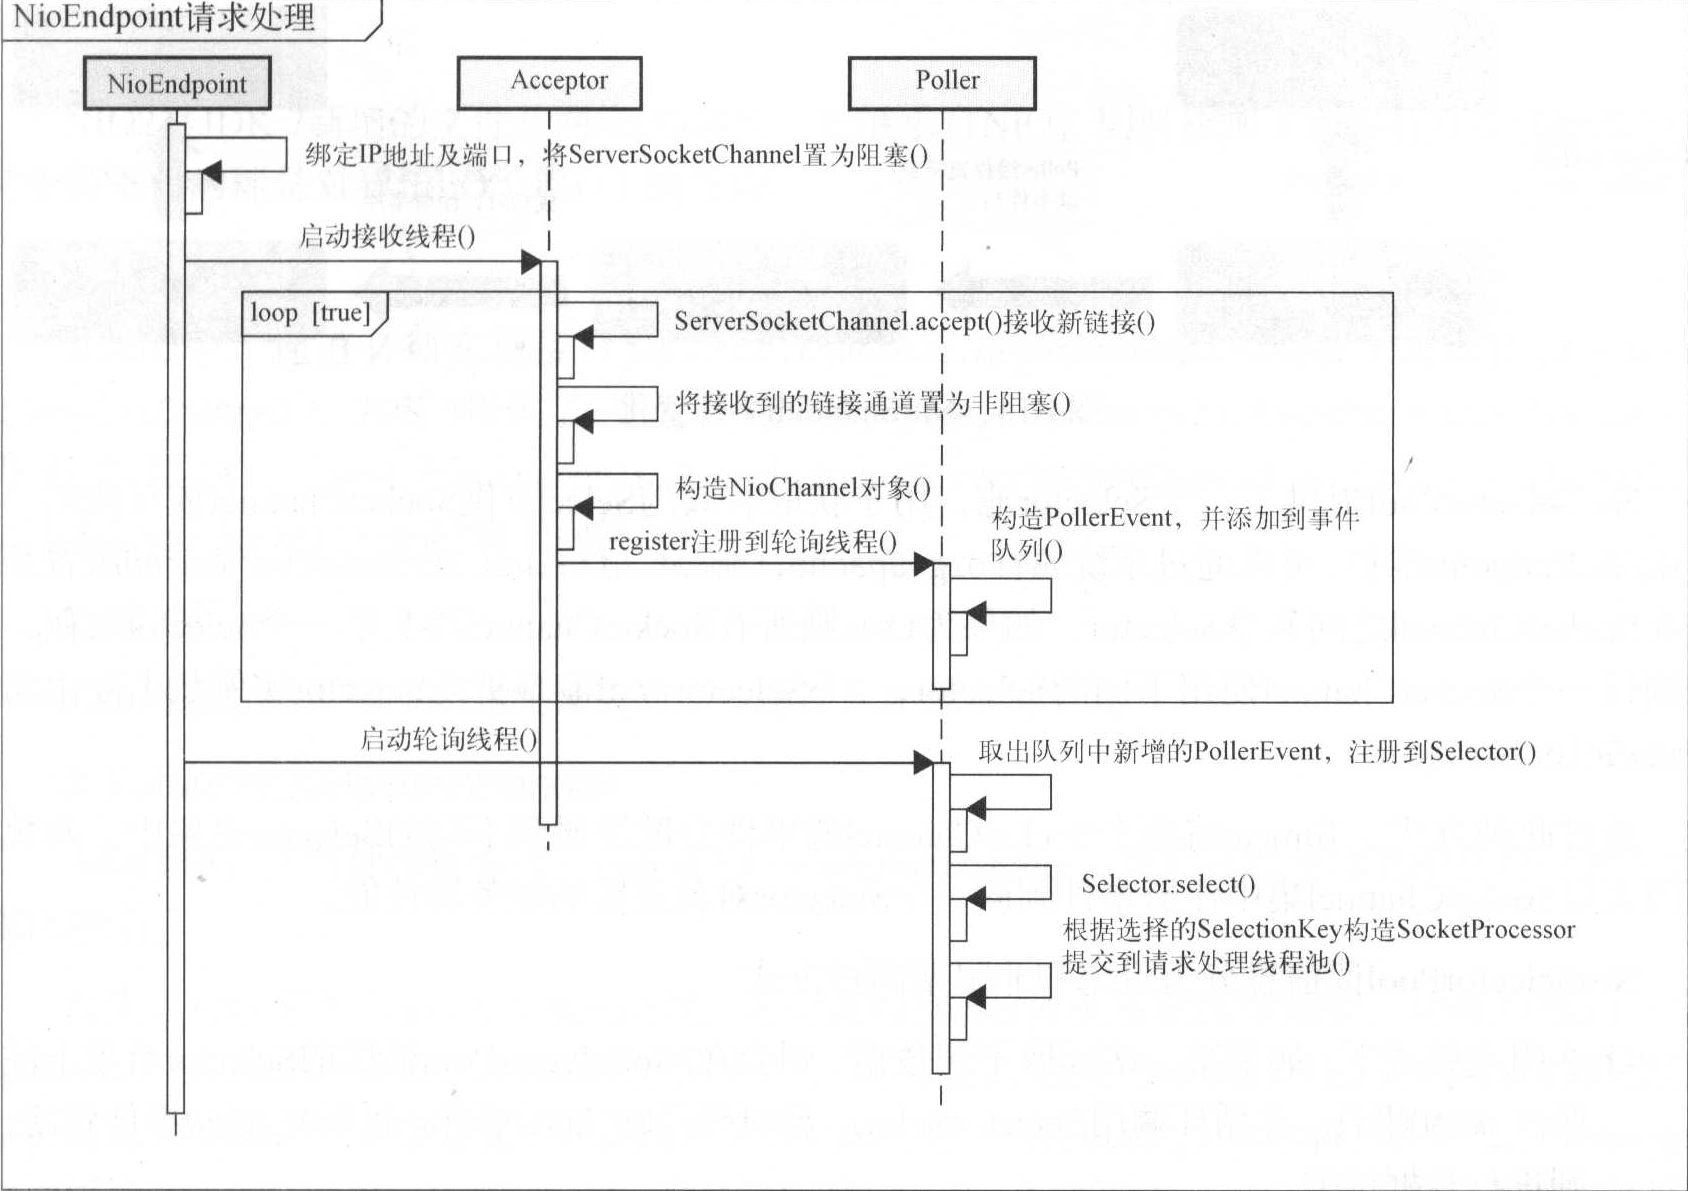 NioEndpoint请求处理
NioEndpoint
Acceptor
Poller
绑定IP地址及端口，将ServerSocketChannel置为阻塞()
启动接收线程()
loop [true]
ServerSocketChannel.accept()接收新链接()
将接收到的链接通道置为非阻塞()
构造NioChannel对象()
register注册到轮询线程()
构造PollerEvent，并添加到事件
队列()
启动轮询线程()
取出队列中新增的PollerEvent，注册到Selector()
Selector.select()
根据选择的SelectionKey构造SocketProcessor
提交到请求处理线程池()